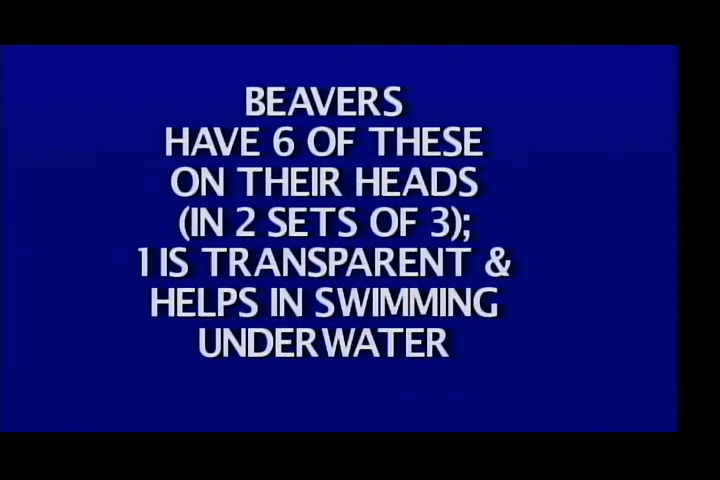 BEAVERS
HAVE 6 OF THESE
ON THEIR HEADS
(IN 2 SETS OF 3);
1 IS TRANSPARENT &
HELPS IN SWIMMING
UNDERWATER